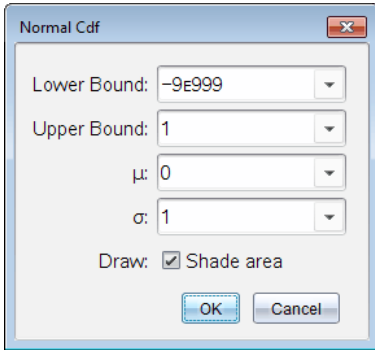 Normal Cdf
Lower Bound: -9ᴇ999
Upper Bound: 1
μ: 0
σ: 1
Draw: Shade area
OK Cancel